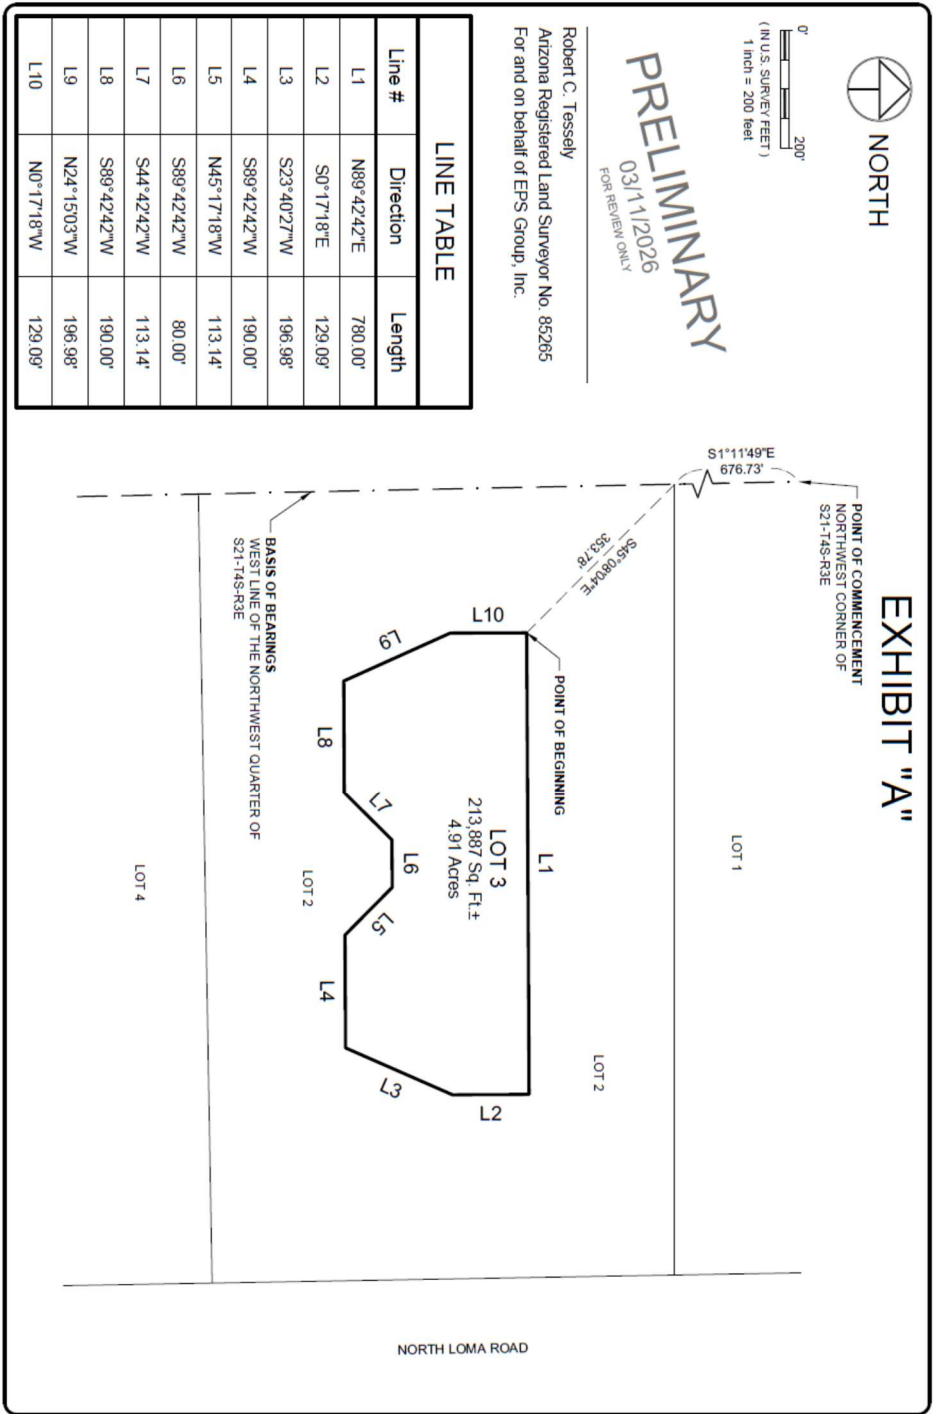 EXHIBIT "A"
NORTH
0'
200'
( IN U.S. SURVEY FEET )
1 inch = 200 feet
PRELIMINARY
03/11/2026
FOR REVIEW ONLY
Robert C. Tessely
Arizona Registered Land Surveyor No. 85265
For and on behalf of EPS Group, Inc.
LINE TABLE
Line # Direction Length
L1 N89°42'42"E 780.00'
L2 S0°17'18"E 129.09'
L3 S23°40'27"W 196.98'
L4 S89°42'42"W 190.00'
L5 N45°17'18"W 113.14'
L6 S89°42'42"W 80.00'
L7 S44°42'42"W 113.14'
L8 S89°42'42"W 190.00'
L9 N24°15'03"W 196.98'
L10 N0°17'18"W 129.09'
POINT OF COMMENCEMENT
NORTHWEST CORNER OF
S21-T4S-R3E
S1°11'49"E
676.73'
S45°08'04"E
353.78'
LOT 1
POINT OF BEGINNING
LOT 2
L1
L10
L2
LOT 3
213,887 Sq. Ft.±
4.91 Acres
L9
L8
L7
L6
L5
L4
L3
LOT 2
BASIS OF BEARINGS
WEST LINE OF THE NORTHWEST QUARTER OF
S21-T4S-R3E
LOT 4
NORTH LOMA ROAD